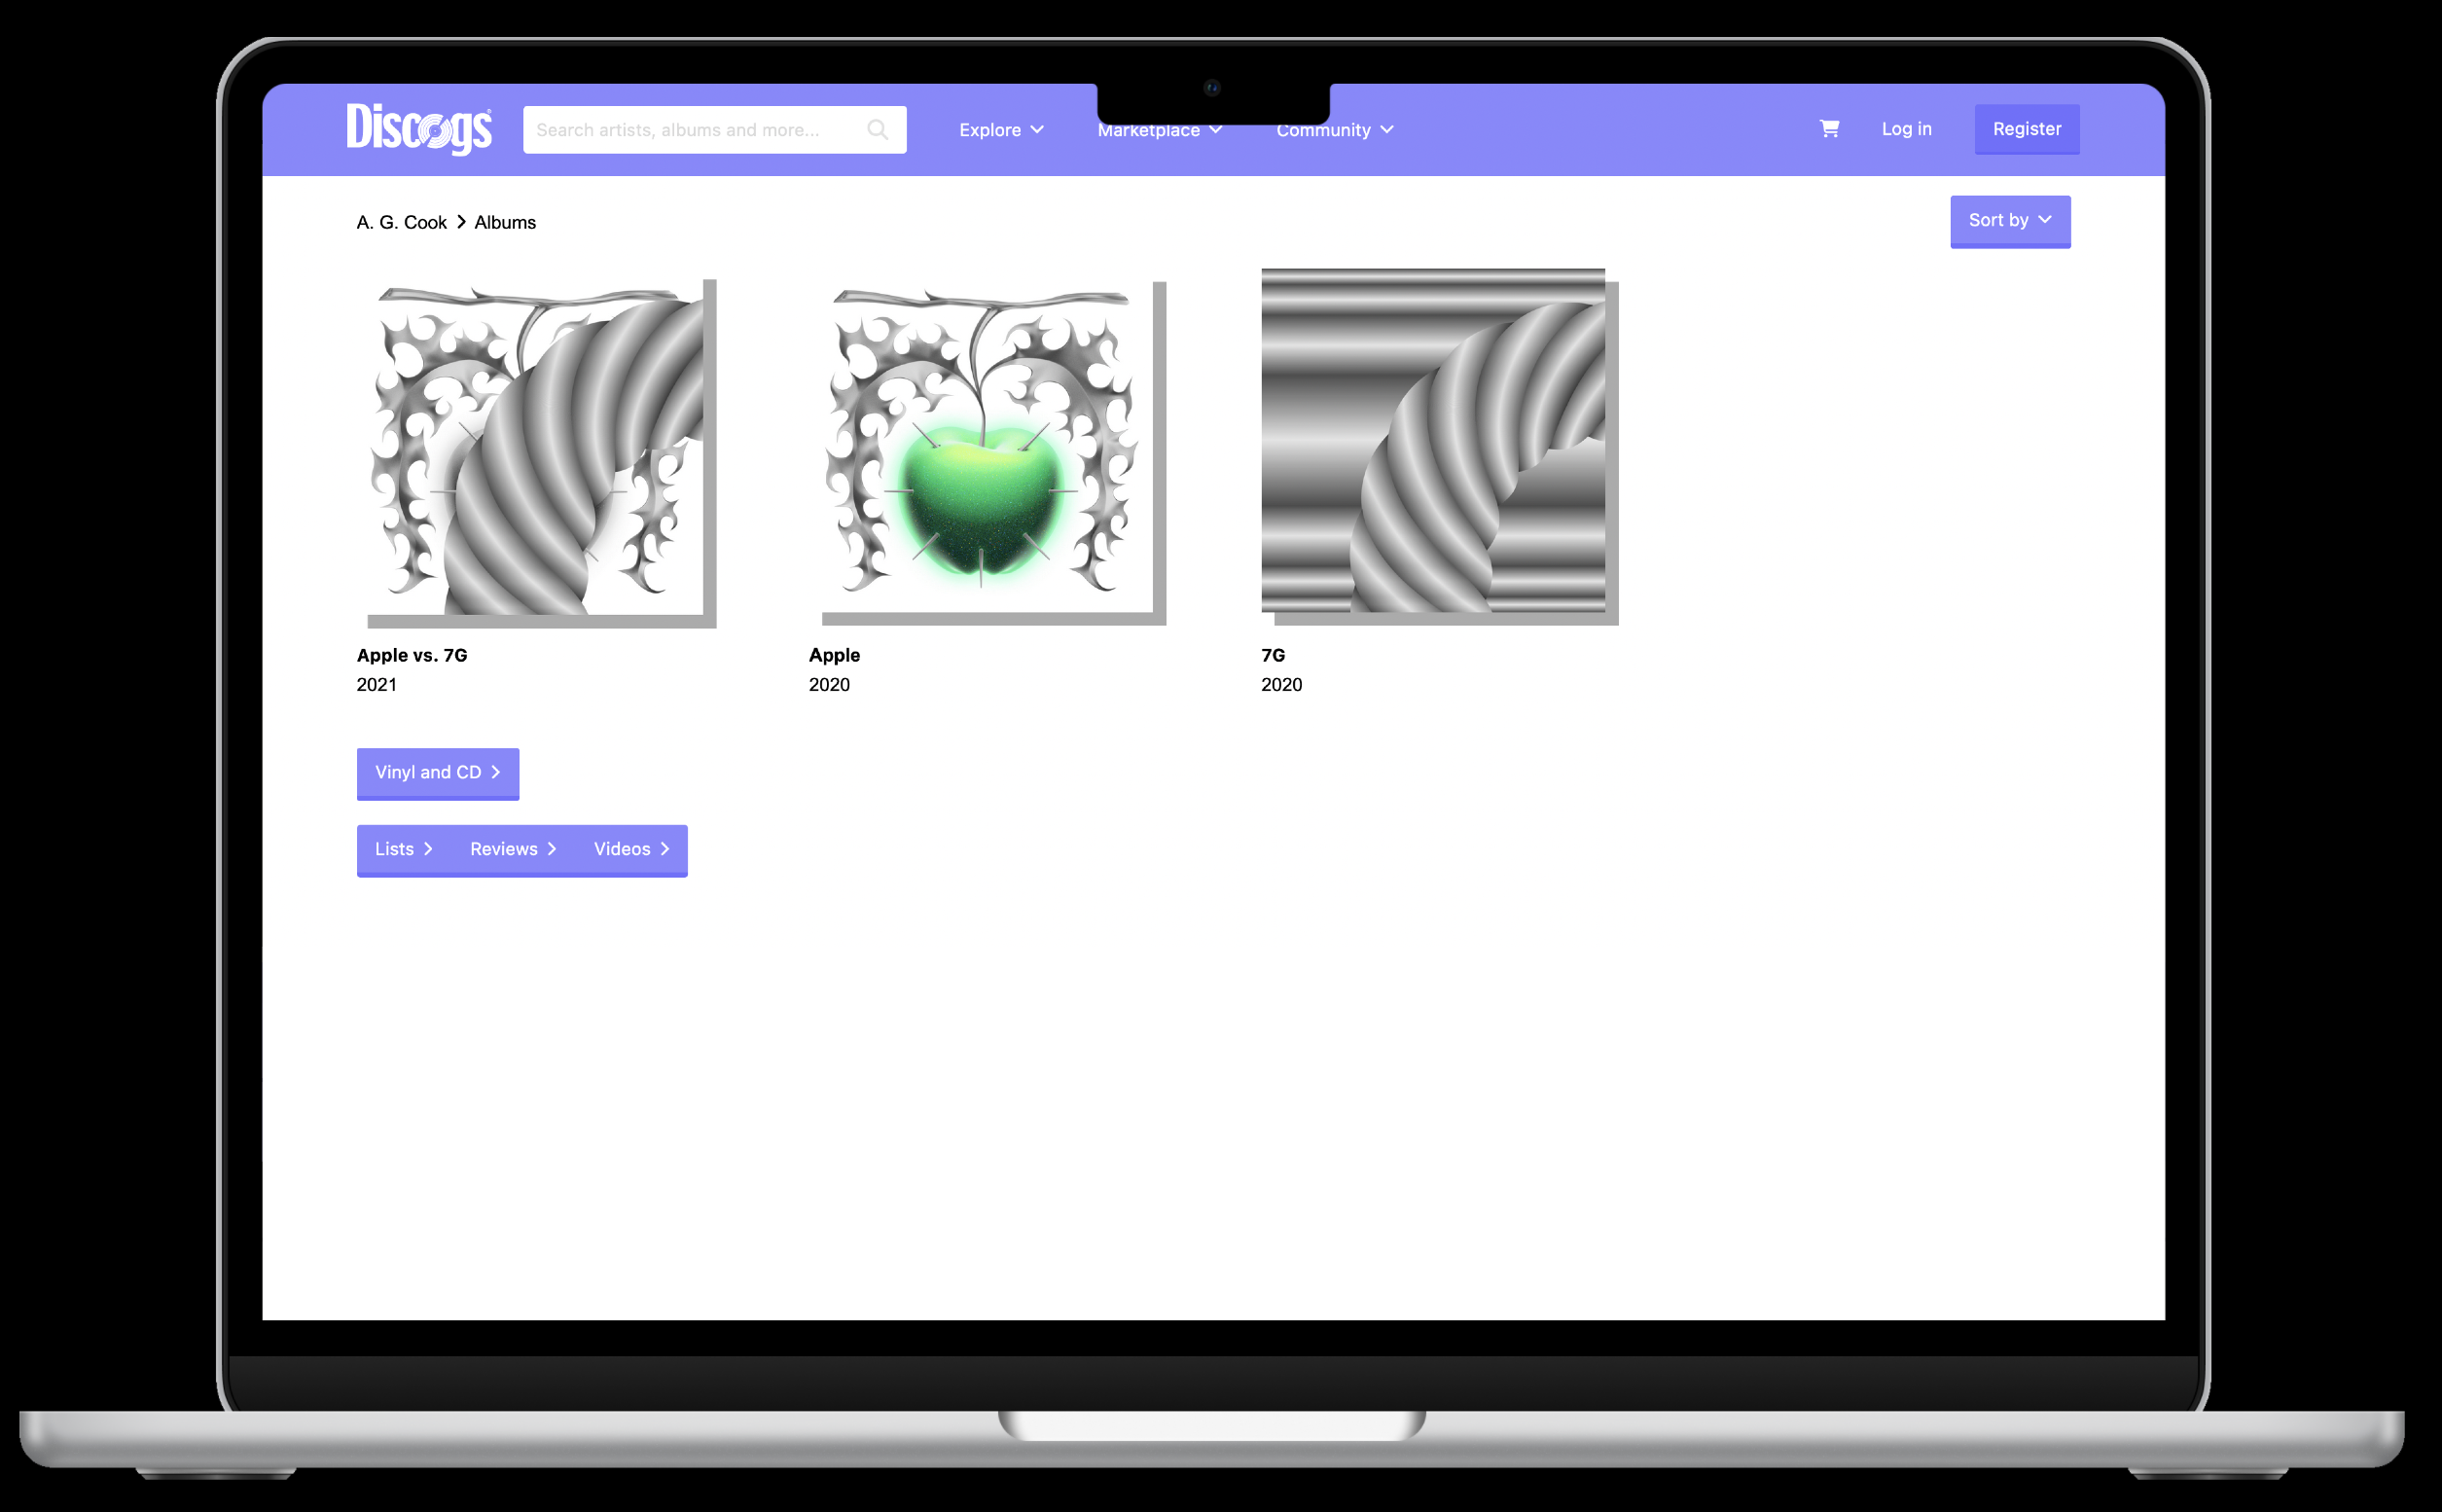 Discogs®
Search artists, albums and more...
Explore
Marketplace
Community
Log in
Register
A. G. Cook > Albums
Sort by
Apple vs. 7G
2021
Apple
2020
7G
2020
Vinyl and CD >
Lists > Reviews > Videos >